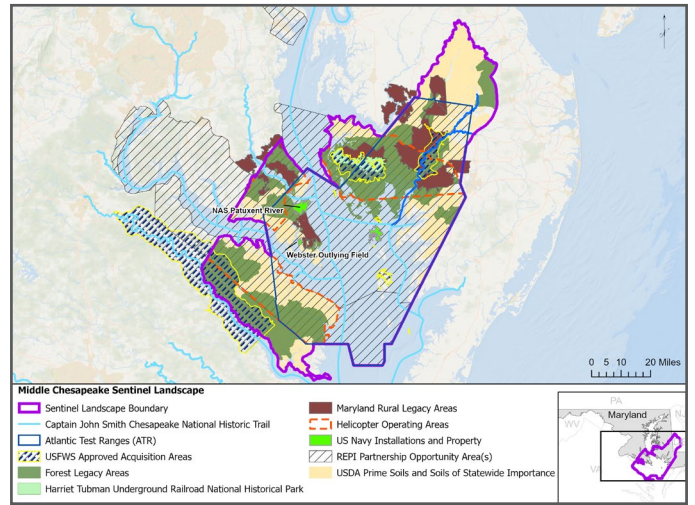 NAS Patuxent River
Webster Outlying Field
0 5 10 20 Miles
Middle Chesapeake Sentinel Landscape
Sentinel Landscape Boundary
Captain John Smith Chesapeake National Historic Trail
Atlantic Test Ranges (ATR)
USFWS Approved Acquisition Areas
Forest Legacy Areas
Harriet Tubman Underground Railroad National Historical Park
Maryland Rural Legacy Areas
Helicopter Operating Areas
US Navy Installations and Property
REPI Partnership Opportunity Area(s)
USDA Prime Soils and Soils of Statewide Importance
PA
Maryland
NJ
WV
VA